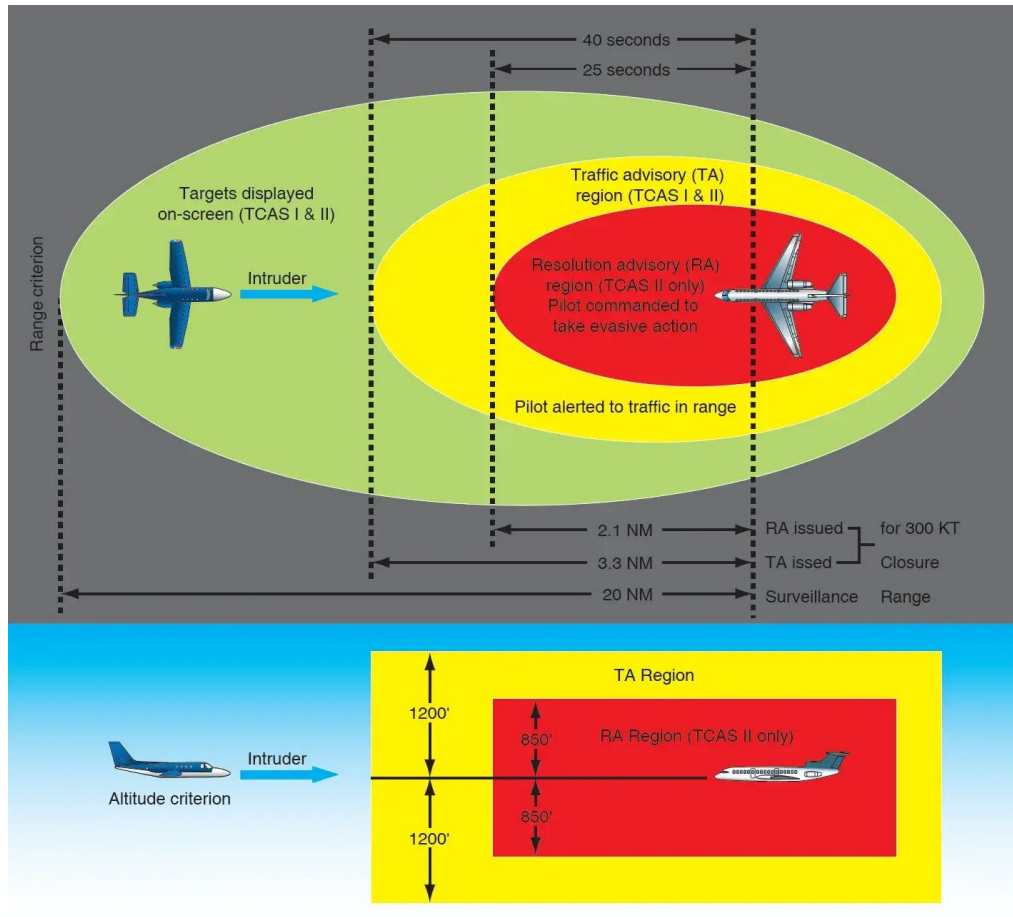 40 seconds
25 seconds
Traffic advisory (TA)
region (TCAS I & II)
Targets displayed
on-screen (TCAS I & II)
Range criterion
Intruder
Resolution advisory (RA)
region (TCAS II only)
Pilot commanded to
take evasive action
Pilot alerted to traffic in range
2.1 NM RA issued for 300 KT
3.3 NM TA issed Closure
20 NM Surveillance Range
TA Region
1200'
850'
RA Region (TCAS II only)
Intruder
Altitude criterion
850'
1200'